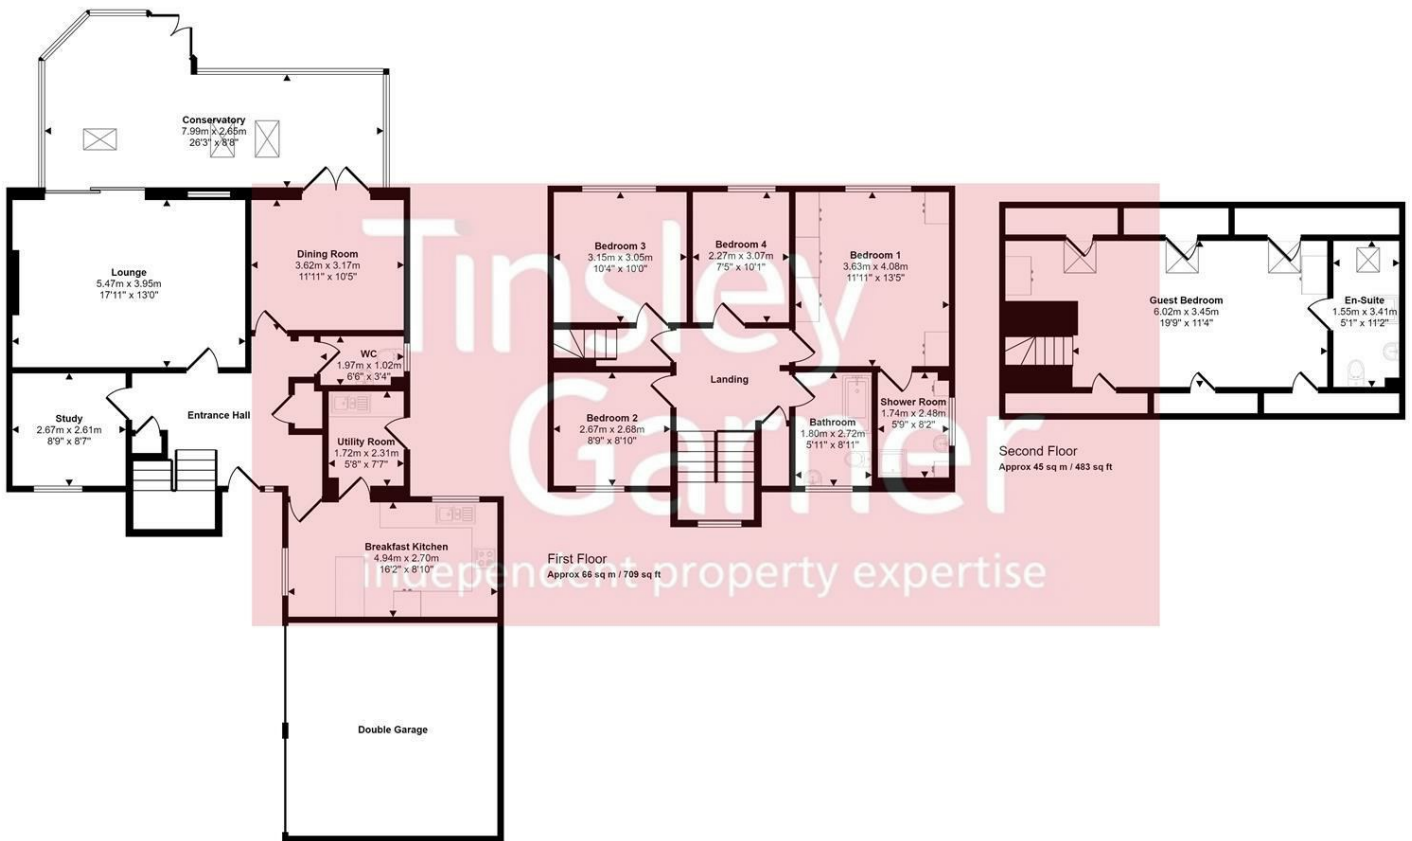 Conservatory
7.99m x 2.65m
26'3" x 8'8"
Lounge
5.47m x 3.95m
17'11" x 13'0"
Dining Room
3.62m x 3.17m
11'11" x 10'5"
WC
1.97m x 1.02m
6'6" x 3'4"
Study
2.67m x 2.61m
8'9" x 8'7"
Entrance Hall
Utility Room
1.72m x 2.31m
5'8" x 7'7"
Breakfast Kitchen
4.94m x 2.70m
16'2" x 8'10"
Double Garage
Bedroom 3
3.15m x 3.05m
10'4" x 10'0"
Bedroom 4
2.27m x 3.07m
7'5" x 10'1"
Bedroom 1
3.63m x 4.08m
11'11" x 13'5"
Landing
Bedroom 2
2.67m x 2.68m
8'9" x 8'10"
Bathroom
1.80m x 2.72m
5'11" x 8'11"
Shower Room
1.74m x 2.48m
5'9" x 8'2"
First Floor
Approx 66 sq m / 709 sq ft
Guest Bedroom
6.02m x 3.45m
19'9" x 11'4"
En-Suite
1.55m x 3.41m
5'1" x 11'2"
Second Floor
Approx 45 sq m / 483 sq ft
Tinsley
Garner
independent property expertise